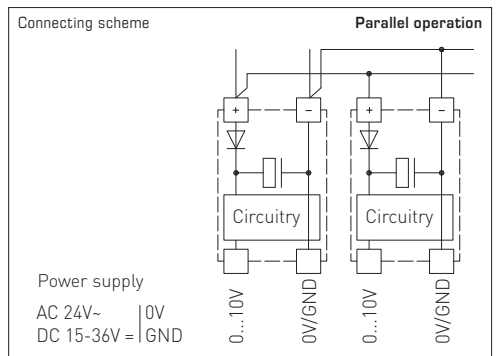 Connecting scheme
Parallel operation
+ − + −
Circuitry
Circuitry
Power supply
AC 24V~ 0V
DC 15-36V = GND
0...10V
0V/GND
0...10V
0V/GND